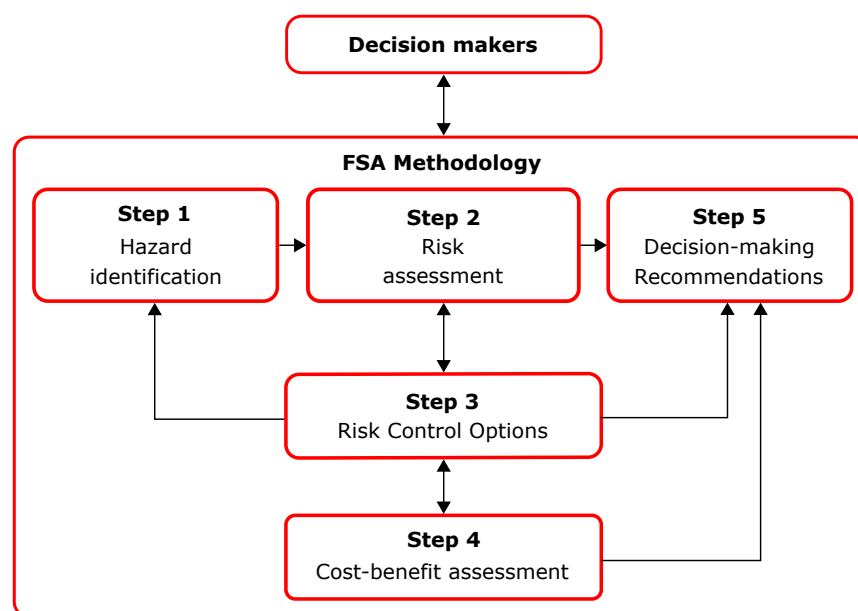 Decision makers
FSA Methodology
Step 1
Hazard
identification
Step 2
Risk
assessment
Step 5
Decision-making
Recommendations
Step 3
Risk Control Options
Step 4
Cost-benefit assessment